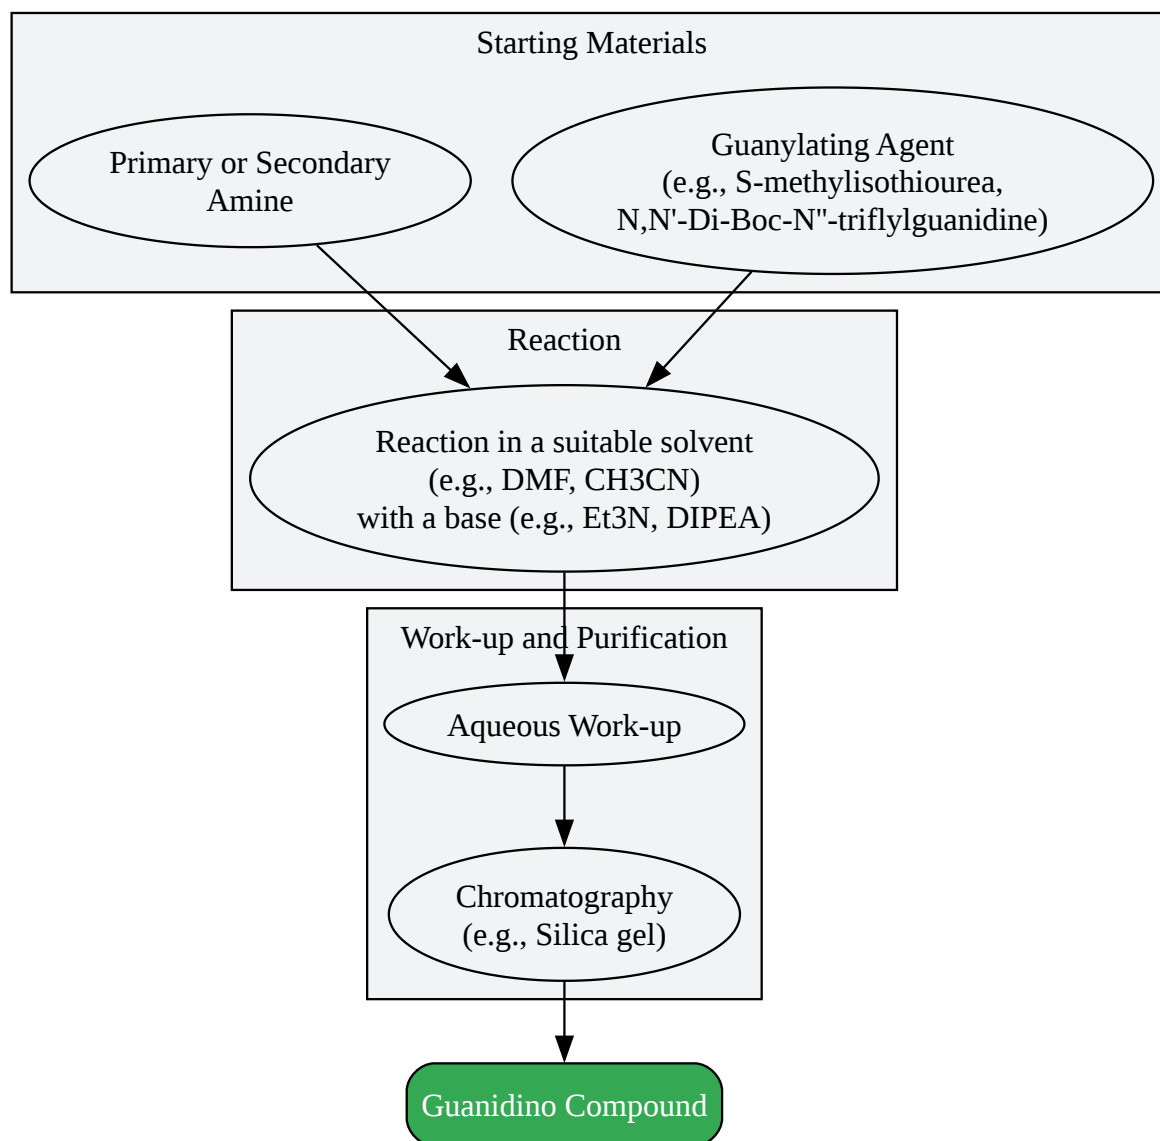 Starting Materials
Primary or Secondary
Amine
Guanylating Agent
(e.g., S-methylisothiourea,
N,N'-Di-Boc-N"-triflylguanidine)
Reaction
Reaction in a suitable solvent
(e.g., DMF, CH3CN)
with a base (e.g., Et3N, DIPEA)
Work-up and Purification
Aqueous Work-up
Chromatography
(e.g., Silica gel)
Guanidino Compound